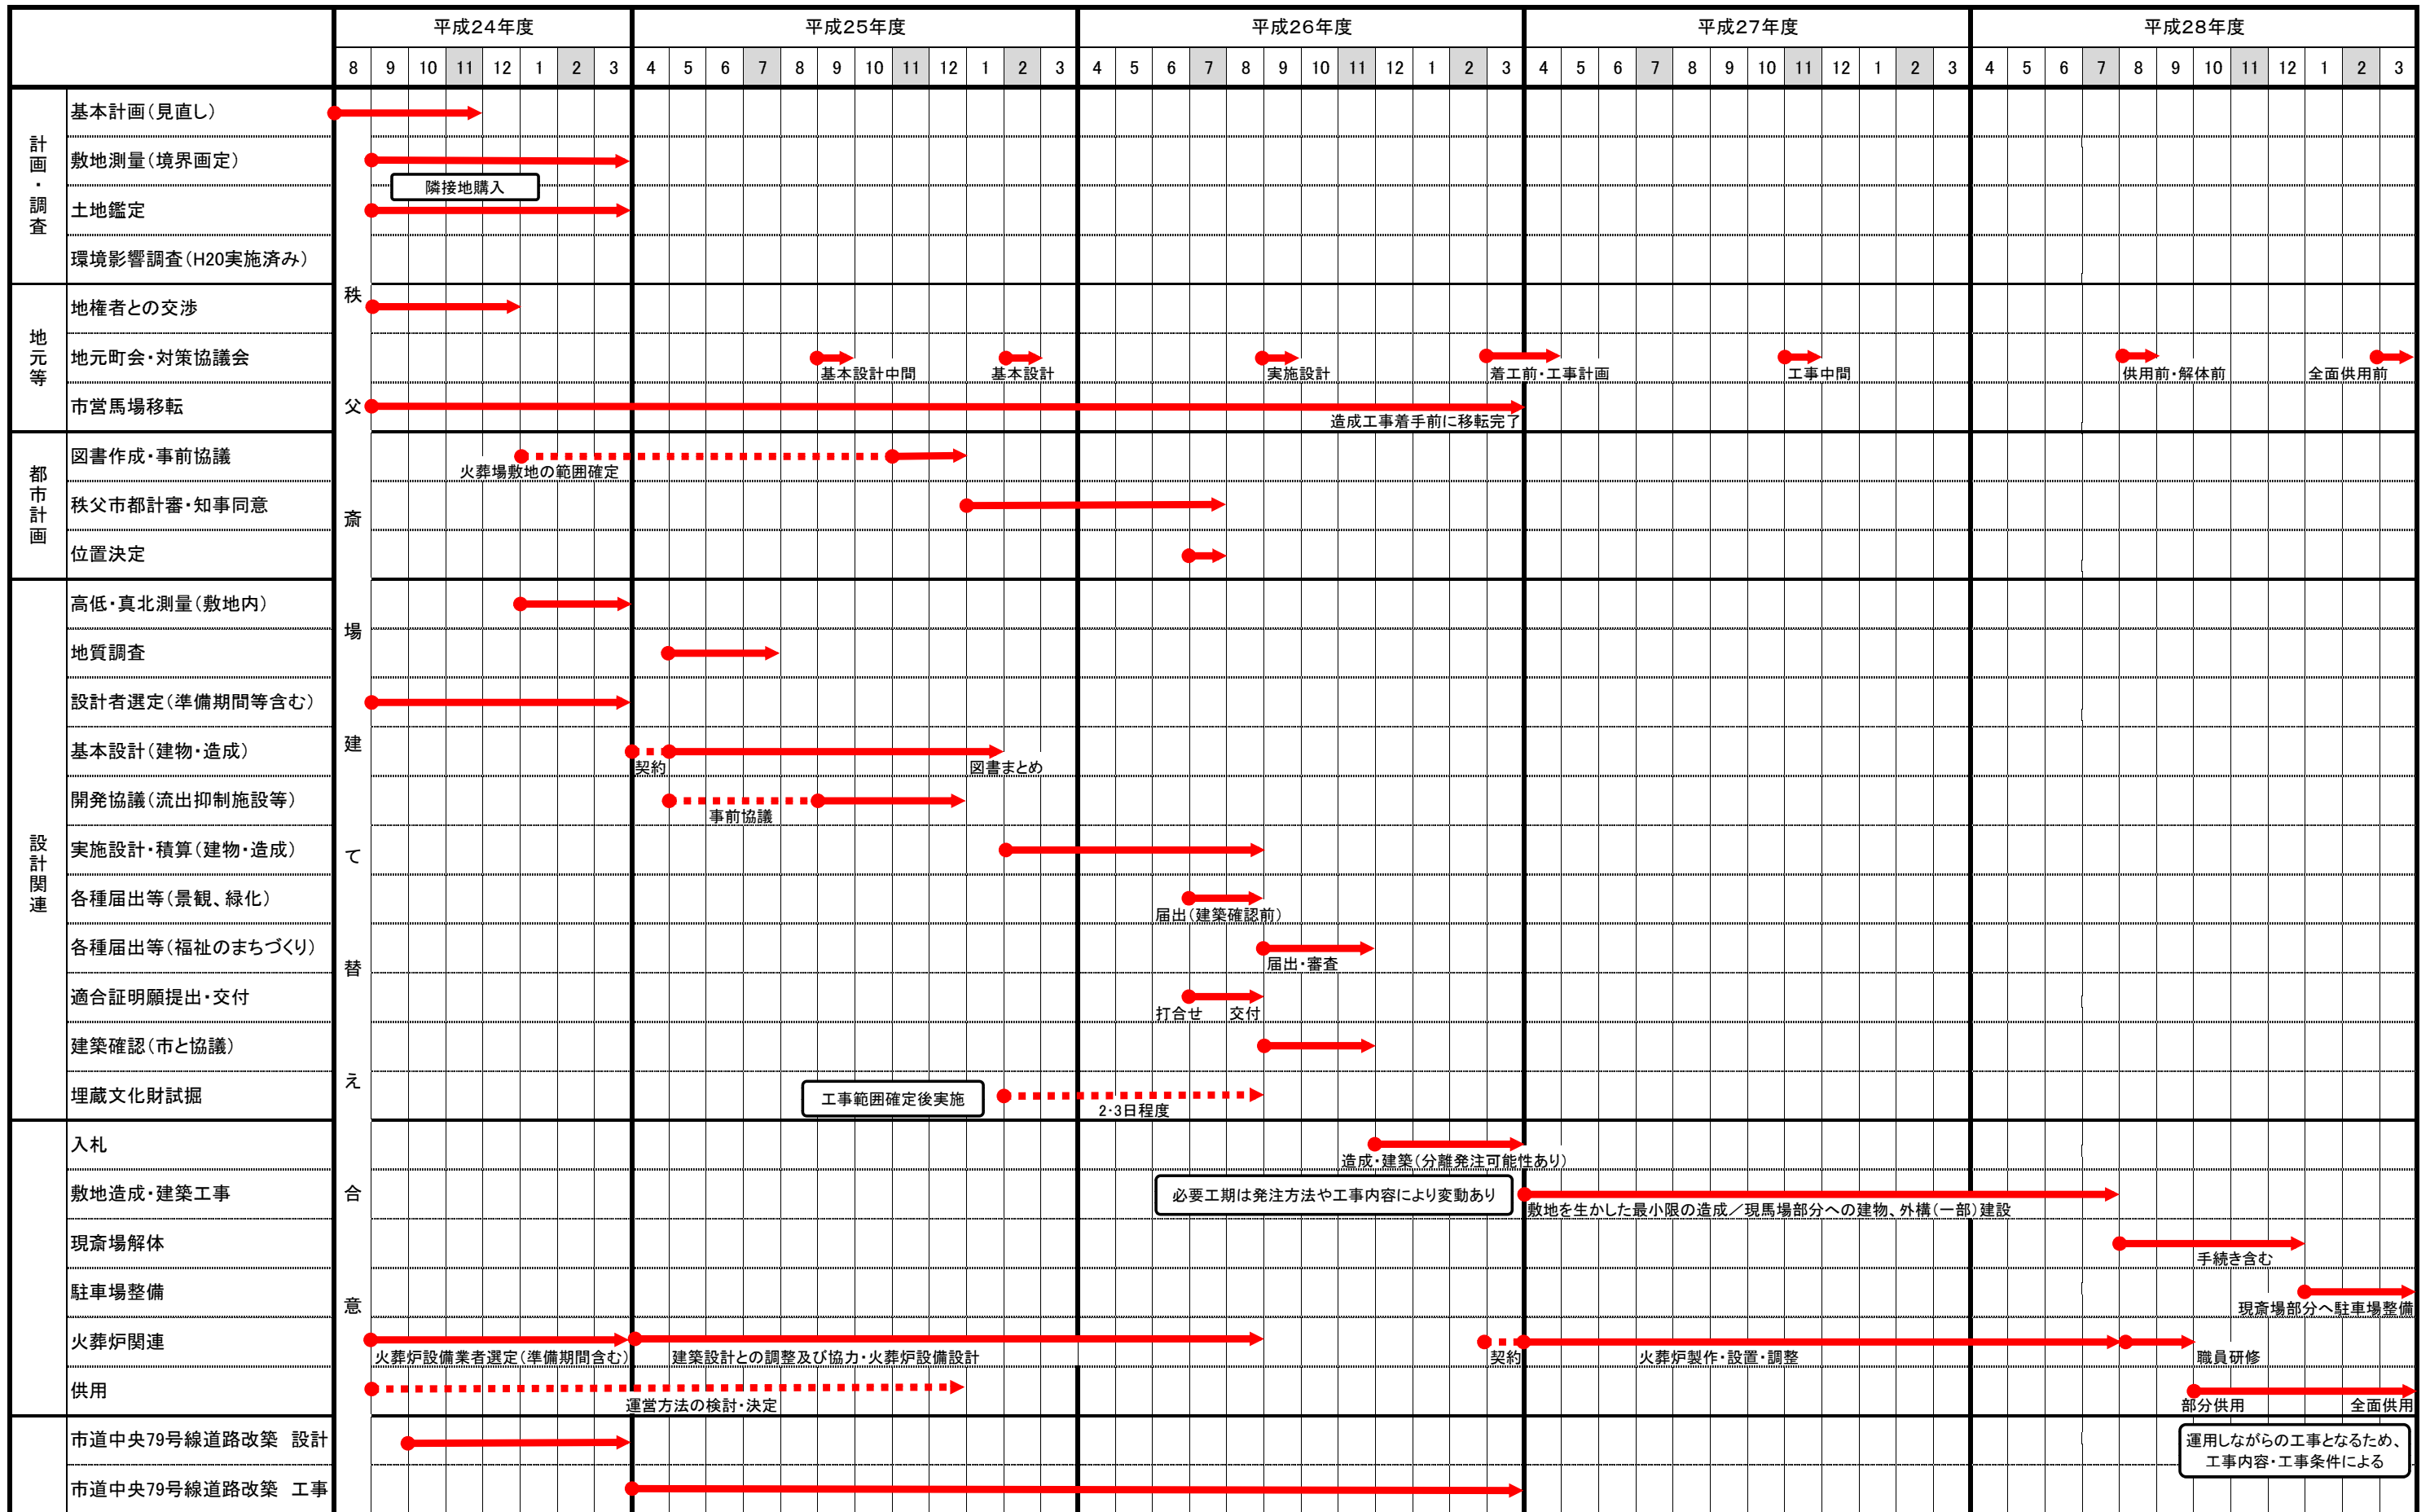 平成24年度 平成25年度 平成26年度 平成27年度 平成28年度
8 9 10 11 12 1 2 3 4 5 6 7 8 9 10 11 12 1 2 3 4 5 6 7 8 9 10 11 12 1 2 3 4 5 6 7 8 9 10 11 12 1 2 3 4 5 6 7 8 9 10 11 12 1 2 3
計画・調査
基本計画（見直し）
敷地測量（境界画定）
隣接地購入
土地鑑定
環境影響調査（H20実施済み）
秩父斎場建て替え合意
地元等
地権者との交渉
地元町会・対策協議会
基本設計中間 基本設計 実施設計 着工前・工事計画 工事中間 供用前・解体前 全面供用前
市営馬場移転
造成工事着手前に移転完了
都市計画
図書作成・事前協議
火葬場敷地の範囲確定
秩父市都計審・知事同意
位置決定
設計関連
高低・真北測量（敷地内）
地質調査
設計者選定（準備期間等含む）
基本設計（建物・造成）
契約 図書まとめ
開発協議（流出抑制施設等）
事前協議
実施設計・積算（建物・造成）
各種届出等（景観、緑化）
届出（建築確認前）
各種届出等（福祉のまちづくり）
届出・審査
適合証明願提出・交付
打合せ 交付
建築確認（市と協議）
埋蔵文化財試掘
工事範囲確定後実施
2・3日程度
入札
造成・建築（分離発注可能性あり）
敷地造成・建築工事
必要工期は発注方法や工事内容により変動あり
敷地を生かした最小限の造成／現馬場部分への建物、外構（一部）建設
現斎場解体
手続き含む
駐車場整備
現斎場部分へ駐車場整備
火葬炉関連
火葬炉設備業者選定（準備期間含む） 建築設計との調整及び協力・火葬炉設備設計 契約 火葬炉製作・設置・調整 職員研修
供用
運営方法の検討・決定 部分供用 全面供用
市道中央79号線道路改築　設計
運用しながらの工事となるため、
工事内容・工事条件による
市道中央79号線道路改築　工事